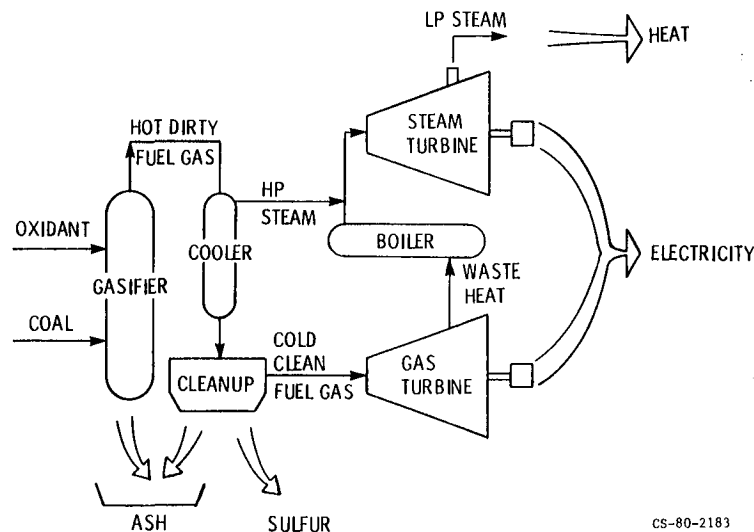 LP STEAM
HEAT
HOT DIRTY
FUEL GAS
STEAM
TURBINE
HP
STEAM
OXIDANT
COOLER
BOILER
ELECTRICITY
GASIFIER
WASTE
HEAT
COAL
COLD
CLEAN
FUEL GAS
CLEANUP
GAS
TURBINE
ASH
SULFUR
CS-80-2183